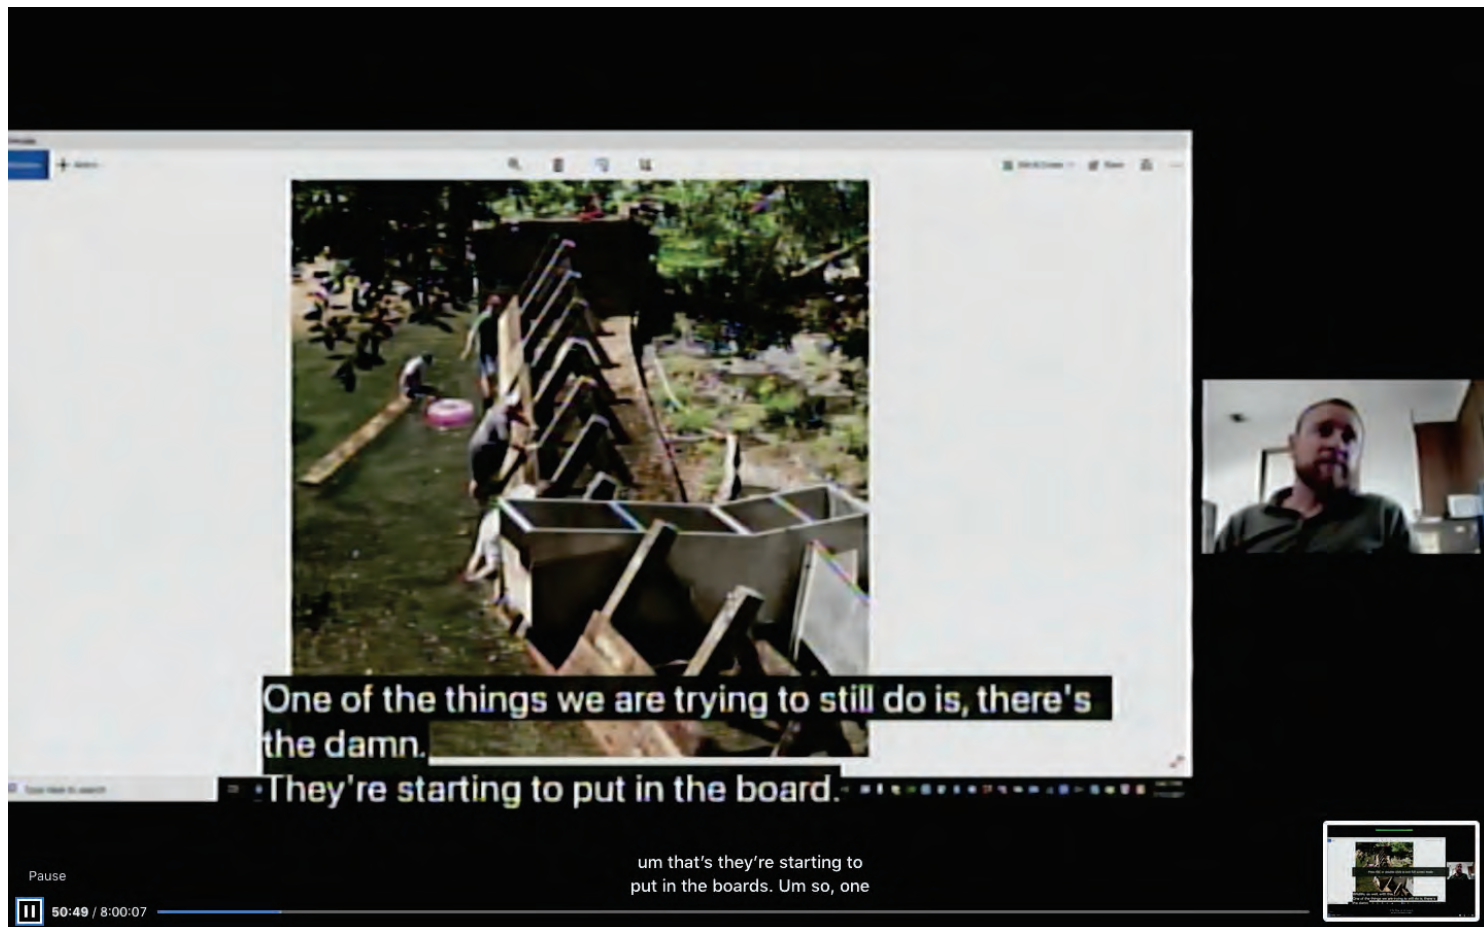 One of the things we are trying to still do is, there's
the damn.
They're starting to put in the board.
um that's they're starting to
put in the boards. Um so, one
Pause
50:49 / 8:00:07